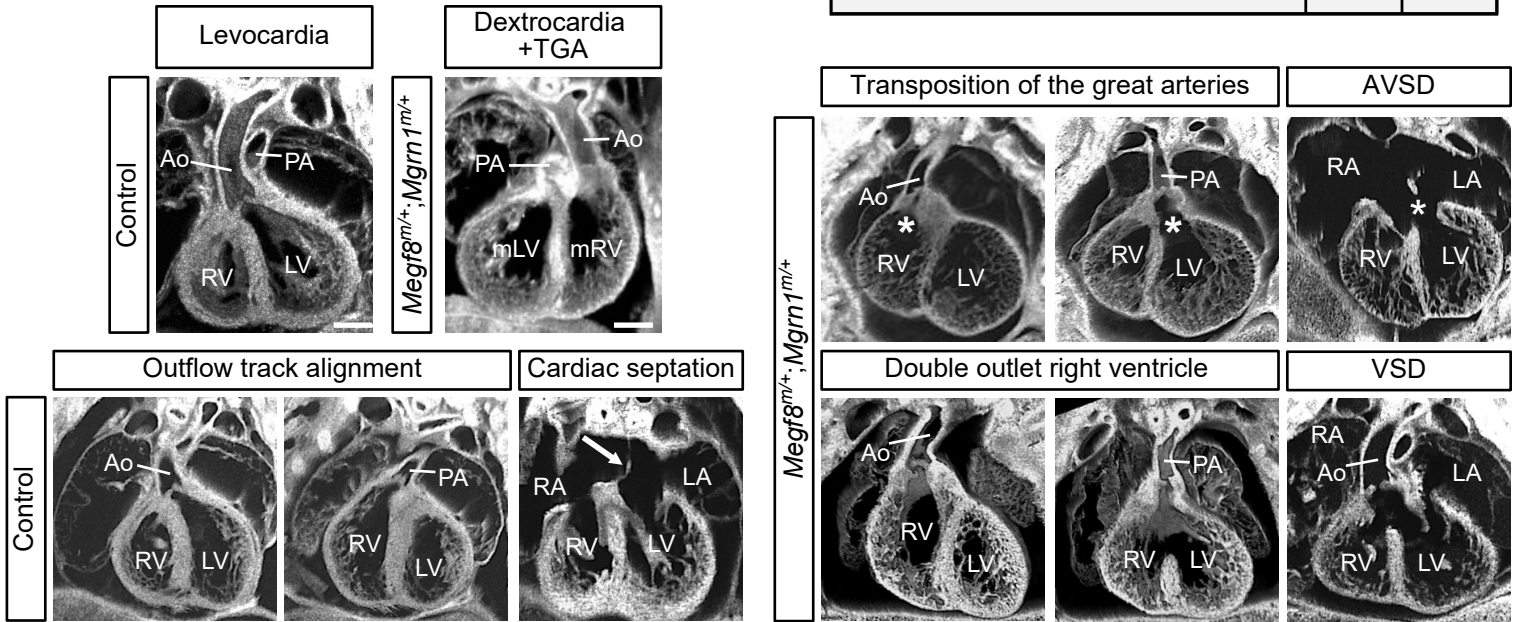 Levocardia
Dextrocardia
+TGA
Control
Ao
PA
RV
LV
Megf8m/+;Mgrn1m/+
PA
Ao
mLV
mRV
Outflow track alignment
Cardiac septation
Control
Ao
RV
LV
PA
RV
LV
RA
LA
RV
LV
Transposition of the great arteries
AVSD
Megf8m/+;Mgrn1m/+
Ao
*
RV
LV
PA
*
RV
LV
RA
LA
*
RV
LV
Double outlet right ventricle
VSD
Ao
RV
LV
PA
RV
LV
RA
Ao
LA
RV
LV